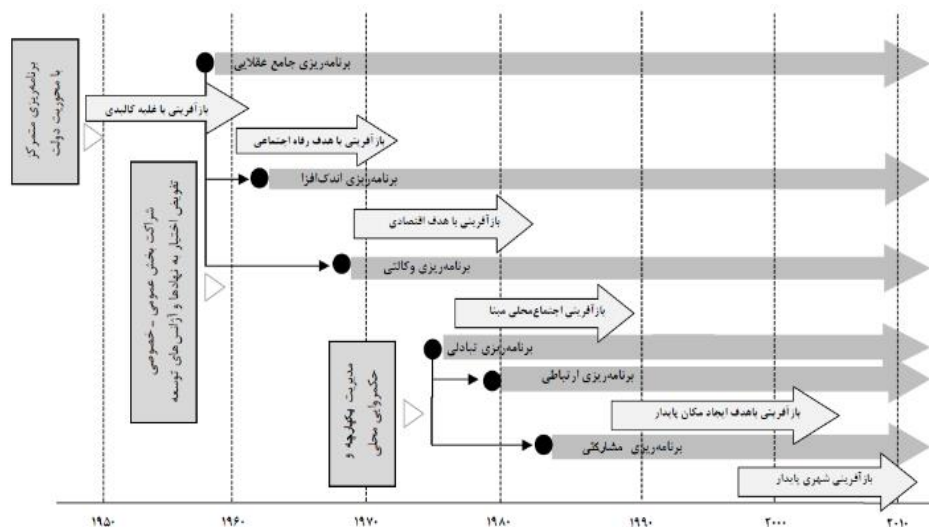 برنامه‌ریزی متمرکز
با محوریت دولت
برنامه‌ریزی جامع عقلایی
بازآفرینی با غلبه کالبدی
بازآفرینی با هدف رفاه اجتماعی
برنامه‌ریزی اندک‌افزا
شراکت بخش عمومی - خصوصی
تفویض اختیار به نهادها و آژانس‌های توسعه
بازآفرینی با هدف اقتصادی
برنامه‌ریزی وکالتی
بازآفرینی اجتماع‌محلی مبنا
برنامه‌ریزی تبادلی
برنامه‌ریزی ارتباطی
مدیریت یکپارچه و
حکمروایی محلی
بازآفرینی باهدف ایجاد مکان پایدار
برنامه‌ریزی مشارکتی
بازآفرینی شهری پایدار
۱۹۵۰ ۱۹۶۰ ۱۹۷۰ ۱۹۸۰ ۱۹۹۰ ۲۰۰۰ ۲۰۱۰